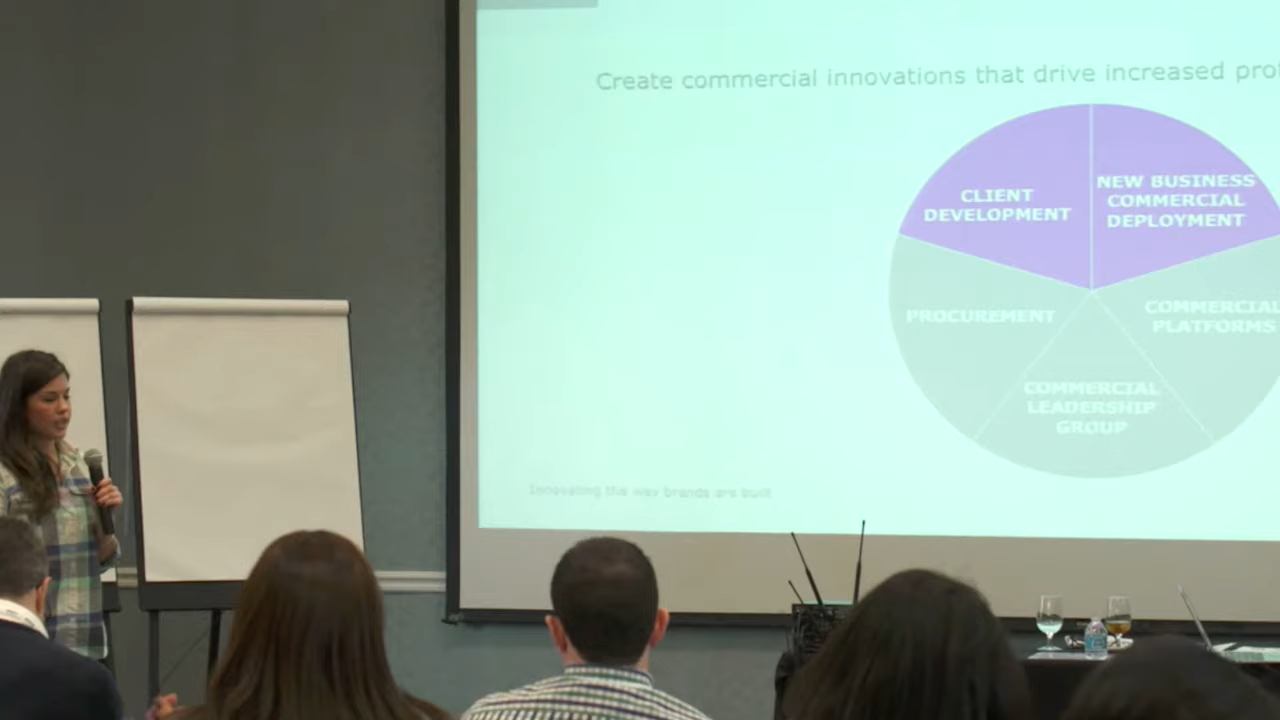 Create commercial innovations that drive increased
CLIENT
DEVELOPMENT
NEW BUSINESS
COMMERCIAL
DEPLOYMENT
PROCUREMENT
COMMERCIAL
PLATFORMS
COMMERCIAL
LEADERSHIP
GROUP
Innovating the way brands are built